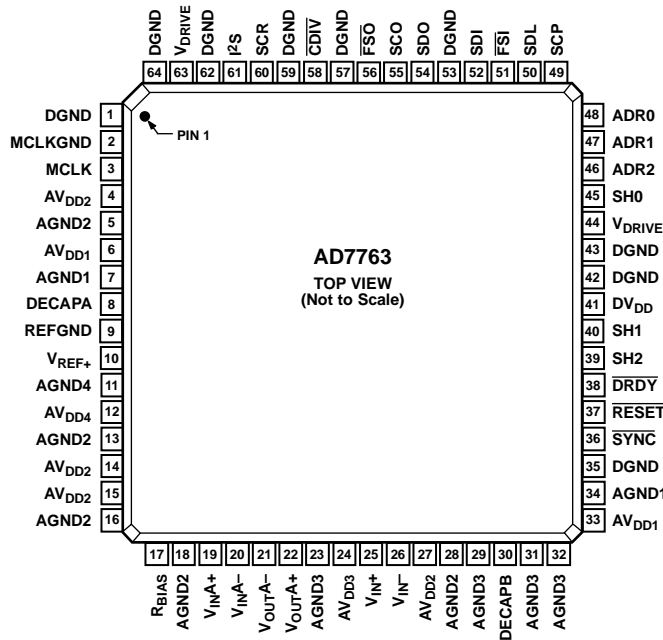 64 DGND
63 VDRIVE
62 DGND
61 I²S
60 SCR
59 DGND
58 CDIV
57 DGND
56 FSO
55 SCO
54 SDO
53 DGND
52 SDI
51 FSI
50 SDL
49 SCP
DGND 1
MCLKGND 2
MCLK 3
AVDD2 4
AGND2 5
AVDD1 6
AGND1 7
DECAPA 8
REFGND 9
VREF+ 10
AGND4 11
AVDD4 12
AGND2 13
AVDD2 14
AVDD2 15
AGND2 16
PIN 1
AD7763
TOP VIEW
(Not to Scale)
48 ADR0
47 ADR1
46 ADR2
45 SH0
44 VDRIVE
43 DGND
42 DGND
41 DVDD
40 SH1
39 SH2
38 DRDY
37 RESET
36 SYNC
35 DGND
34 AGND1
33 AVDD1
17 RBIAS
18 AGND2
19 VINA+
20 VINA–
21 VOUTA–
22 VOUTA+
23 AGND3
24 AVDD3
25 VIN+
26 VIN–
27 AVDD2
28 AGND2
29 AGND3
30 DECAPB
31 AGND3
32 AGND3